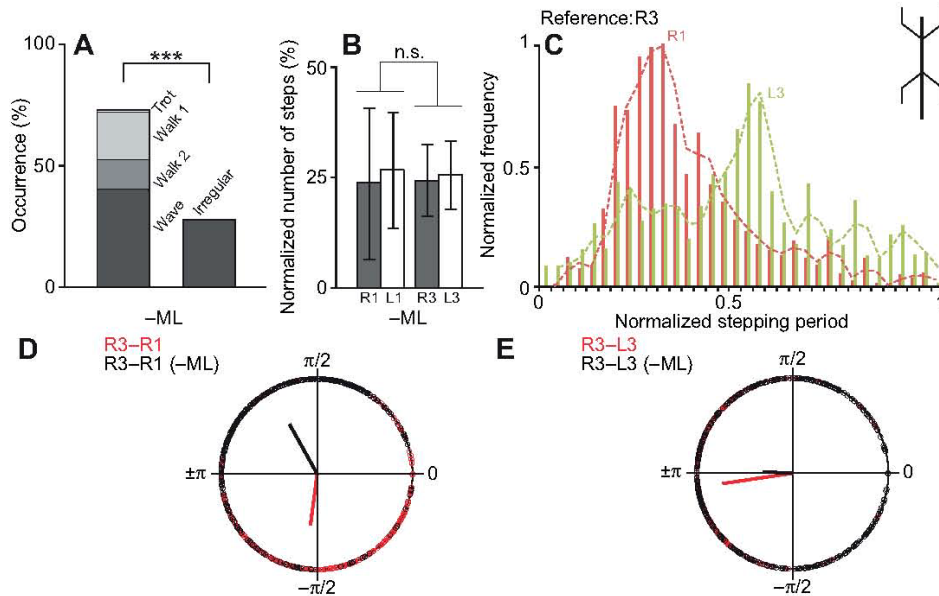 A
100
50
0
Occurrence (%)
***
Trot
Walk 1
Walk 2
Wave
Irregular
–ML
B
50
25
0
Normalized number of steps (%)
n.s.
R1 L1 R3 L3
–ML
Reference:R3
C
1
0.5
0
Normalized frequency
R1
L3
0 0.5 1
Normalized stepping period
D
R3–R1
R3–R1 (–ML)
π/2
±π
0
–π/2
E
R3–L3
R3–L3 (–ML)
π/2
±π
0
–π/2